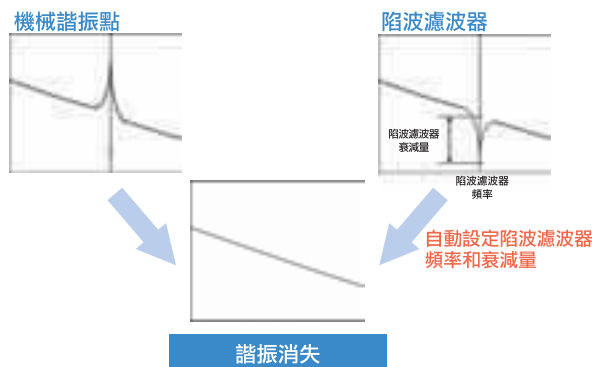 機械諧振點
陷波濾波器
陷波濾波器
衰減量
陷波濾波器
頻率
自動設定陷波濾波器
頻率和衰減量
諧振消失